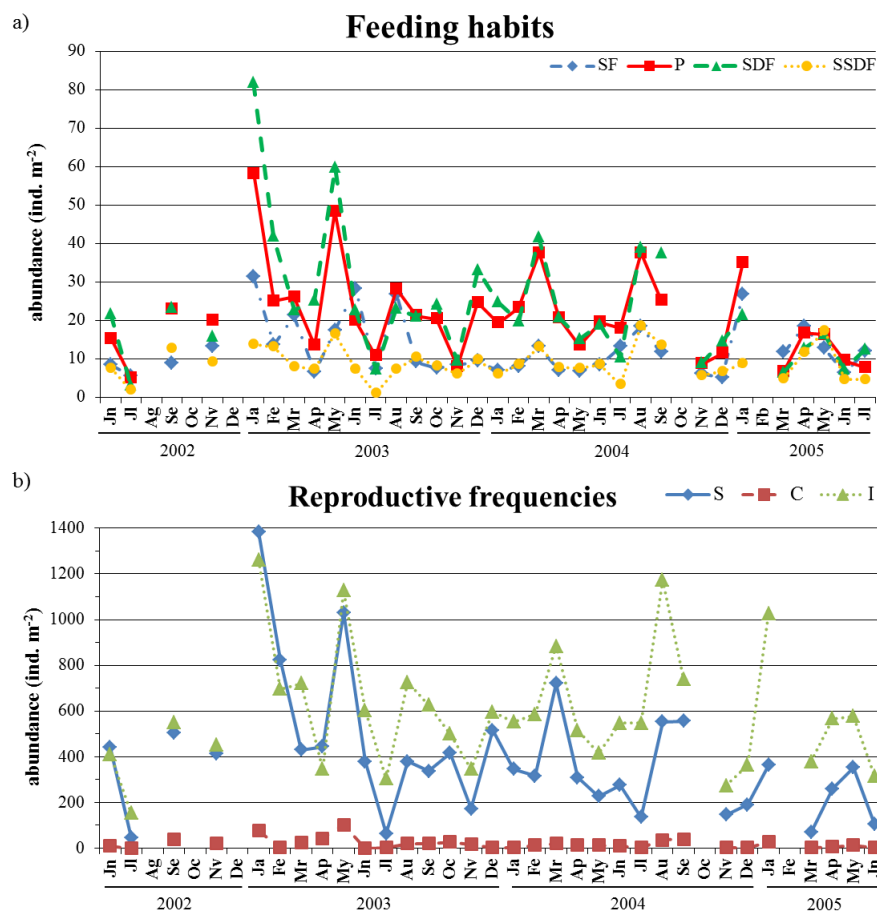 a)
Feeding habits
SF P SDF SSDF
abundance (ind. m-2)
90
80
70
60
50
40
30
20
10
0
Jn Jl Ag Se Oc Nv De Ja Fe Mr Ap My Jn Jl Au Se Oc Nv De Ja Fe Mr Ap My Jn Jl Au Se Oc Nv De Ja Fb Mr Ap My Jn Jl
2002 2003 2004 2005
b)
Reproductive frequencies
S C I
abundance (ind. m-2)
1400
1200
1000
800
600
400
200
0
Jn Jl Ag Se Oc Nv De Ja Fe Mr Ap My Jn Jl Au Se Oc Nv De Ja Fe Mr Ap My Jn Jl Au Se Oc Nv De Ja Fe Mr Ap My Jn
2002 2003 2004 2005